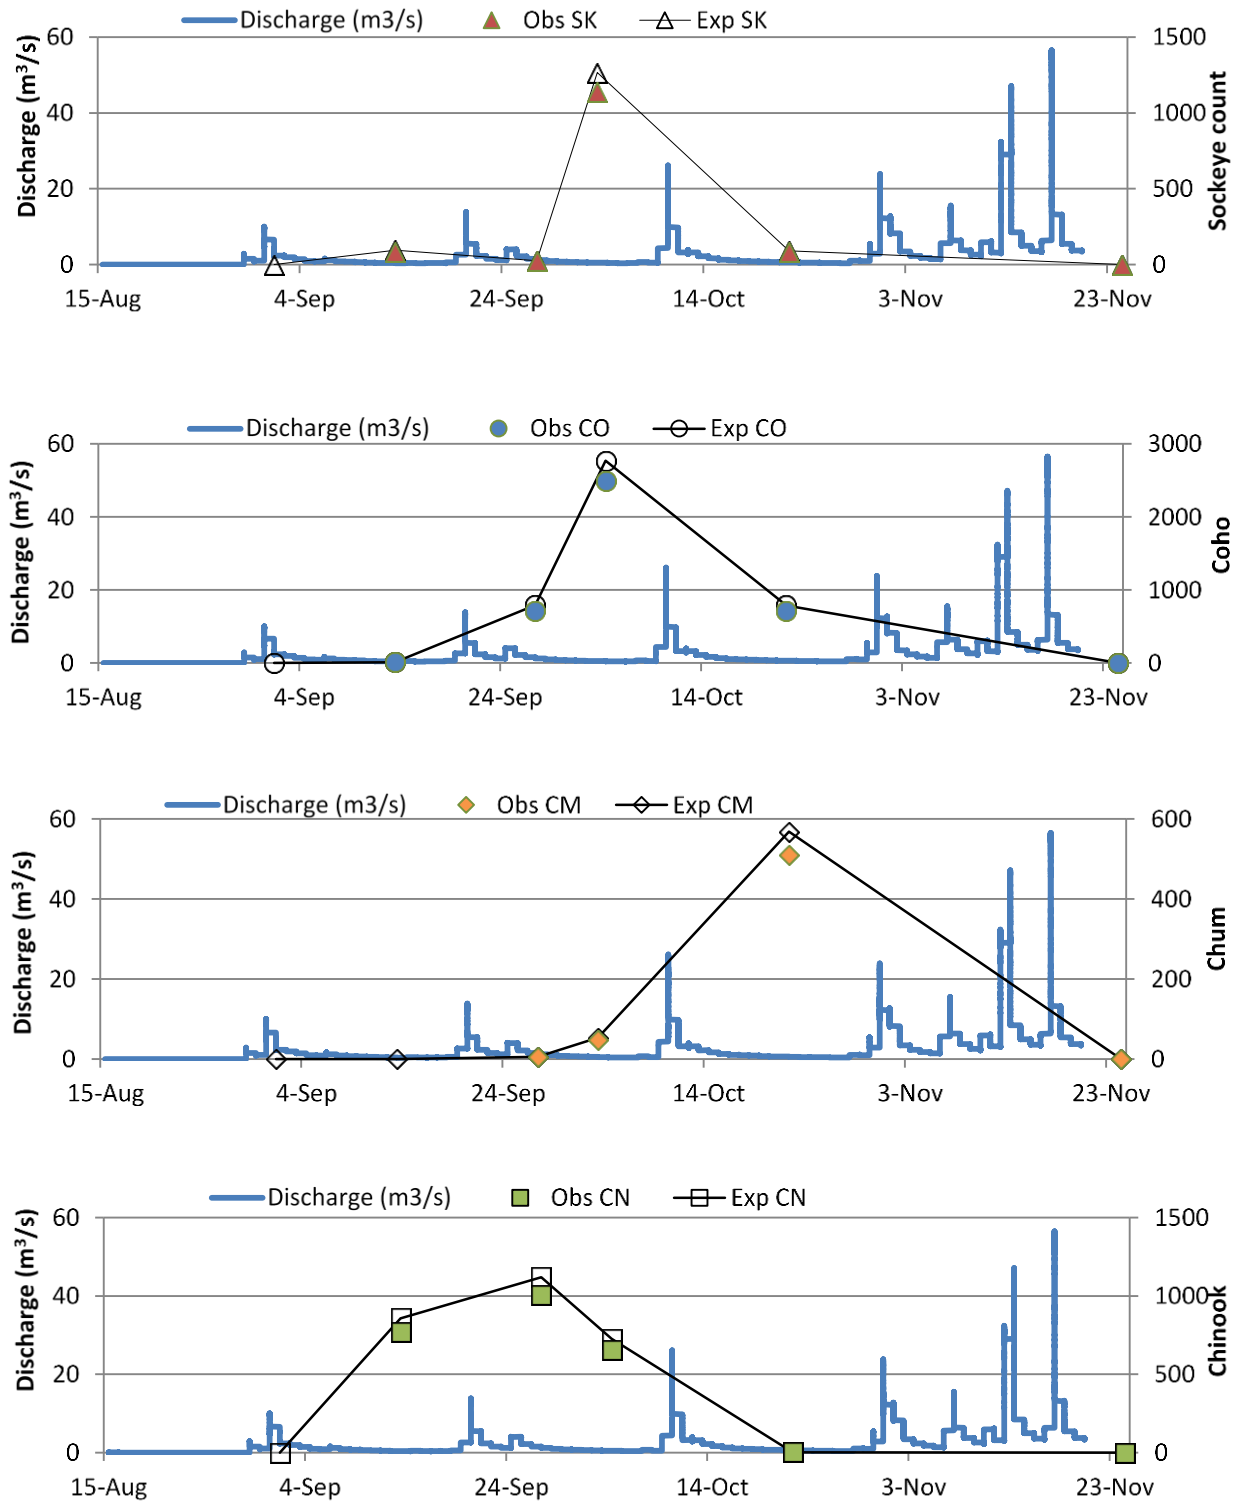 Discharge (m3/s) Obs SK Exp SK
Discharge (m³/s)
60
40
20
0
1500
1000
500
0
Sockeye count
15-Aug 4-Sep 24-Sep 14-Oct 3-Nov 23-Nov
Discharge (m3/s) Obs CO Exp CO
Discharge (m³/s)
60
40
20
0
3000
2000
1000
0
Coho
15-Aug 4-Sep 24-Sep 14-Oct 3-Nov 23-Nov
Discharge (m3/s) Obs CM Exp CM
Discharge (m³/s)
60
40
20
0
600
400
200
0
Chum
15-Aug 4-Sep 24-Sep 14-Oct 3-Nov 23-Nov
Discharge (m3/s) Obs CN Exp CN
Discharge (m³/s)
60
40
20
0
1500
1000
500
0
Chinook
15-Aug 4-Sep 24-Sep 14-Oct 3-Nov 23-Nov